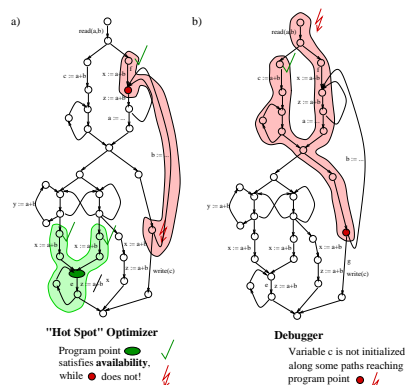 a)
read(a,b)
c := a+b
x := a+b
f
z := a+b
a := ...
b := ...
y := a+b
x := a+b
x := a+b
x := a+b
z := a+b
e
z := a+b
x
write(c)
"Hot Spot" Optimizer
Program point
satisfies availability,
while does not!
b)
read(a,b)
c := a+b
x := a+b
z := a+b
a := ...
b := ...
y := a+b
x := a+b
x := a+b
x := a+b
g
z := a+b
e
z := a+b
write(c)
Debugger
Variable c is not initialized
along some paths reaching
program point